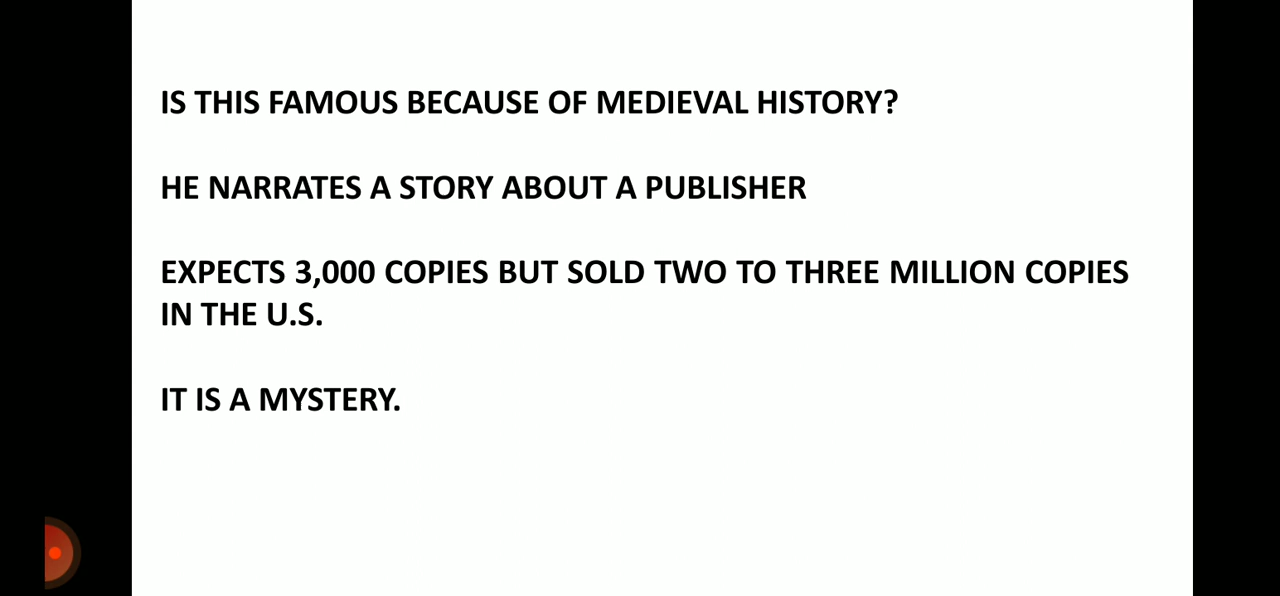 IS THIS FAMOUS BECAUSE OF MEDIEVAL HISTORY?
HE NARRATES A STORY ABOUT A PUBLISHER
EXPECTS 3,000 COPIES BUT SOLD TWO TO THREE MILLION COPIES
IN THE U.S.
IT IS A MYSTERY.